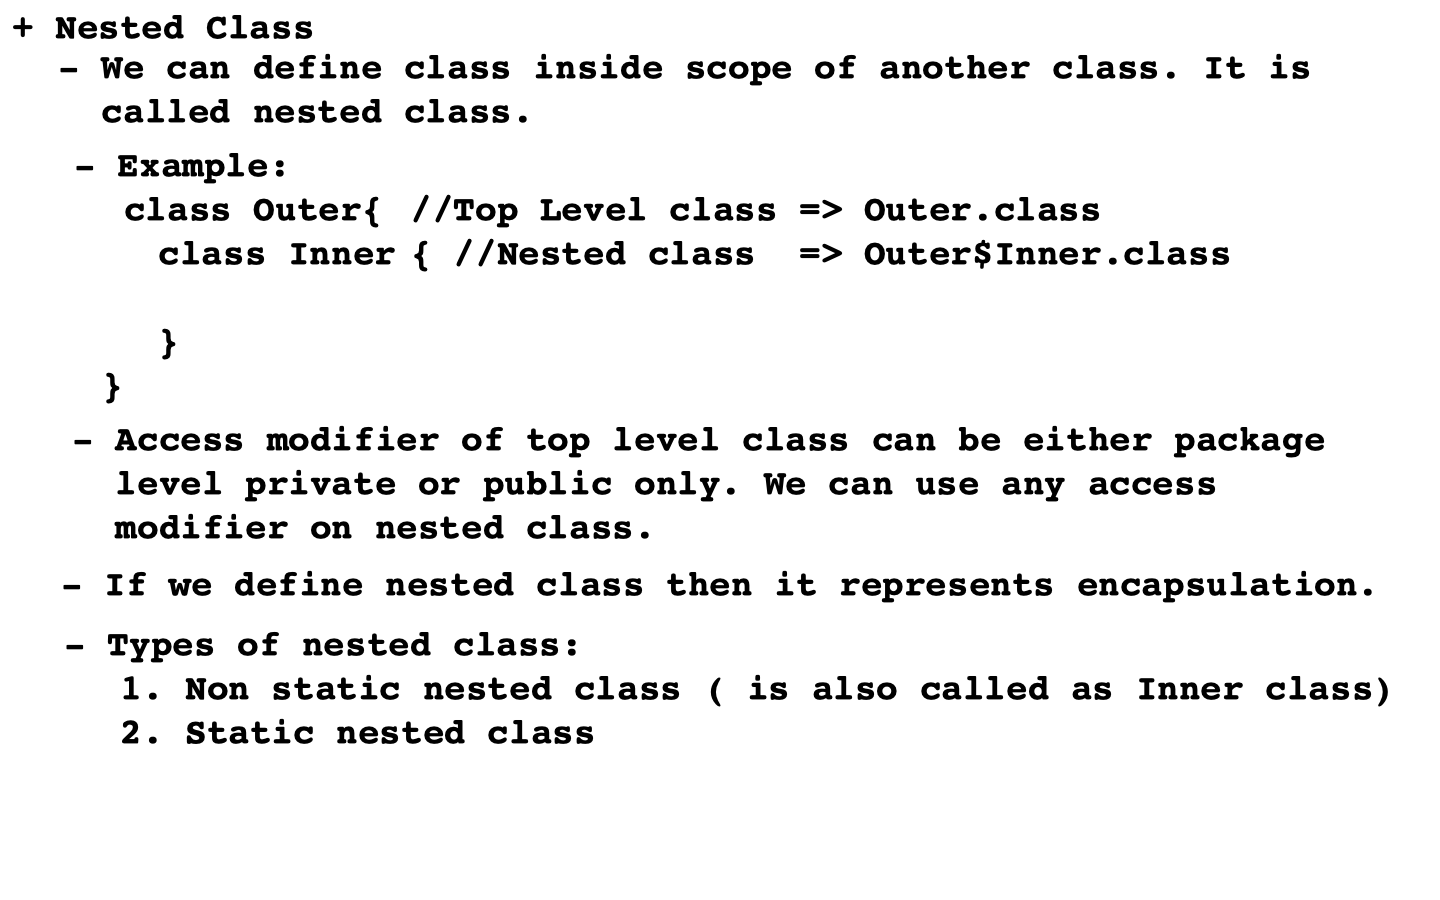 + Nested Class
- We can define class inside scope of another class. It is
called nested class.
- Example:
class Outer{ //Top Level class => Outer.class
class Inner { //Nested class => Outer$Inner.class
}
}
- Access modifier of top level class can be either package
level private or public only. We can use any access
modifier on nested class.
- If we define nested class then it represents encapsulation.
- Types of nested class:
1. Non static nested class ( is also called as Inner class)
2. Static nested class